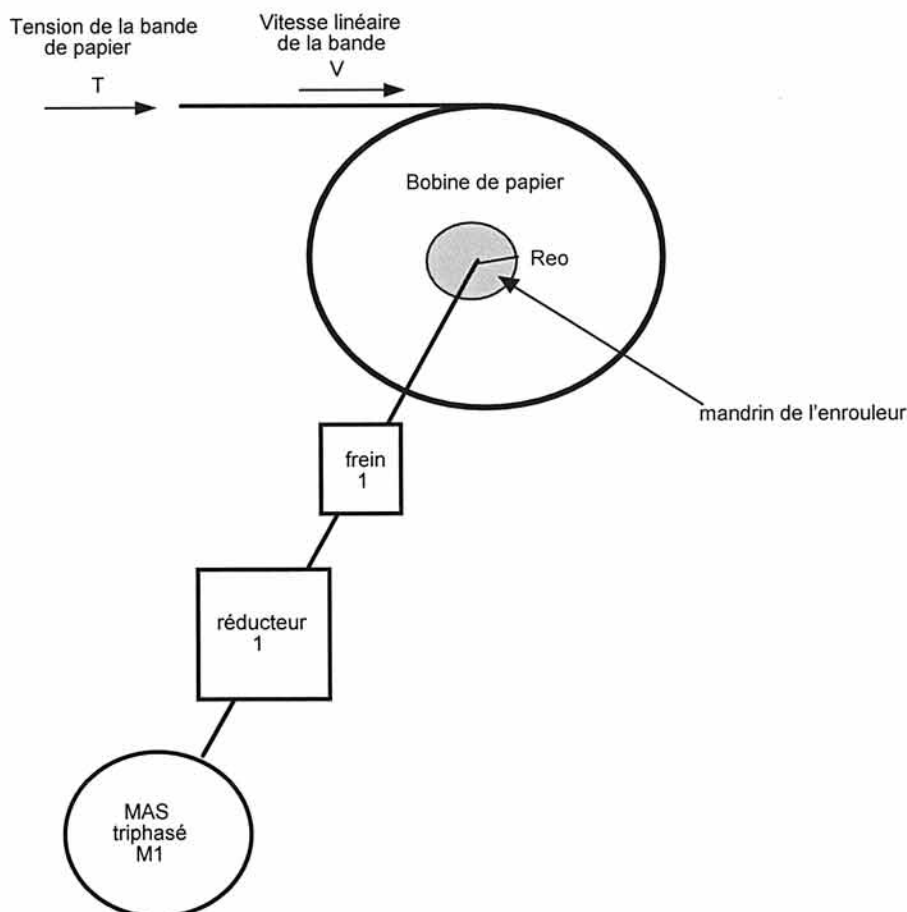 Tension de la bande
de papier
T
Vitesse linéaire
de la bande
V
Bobine de papier
Reo
mandrin de l'enrouleur
frein
1
réducteur
1
MAS
triphasé
M1